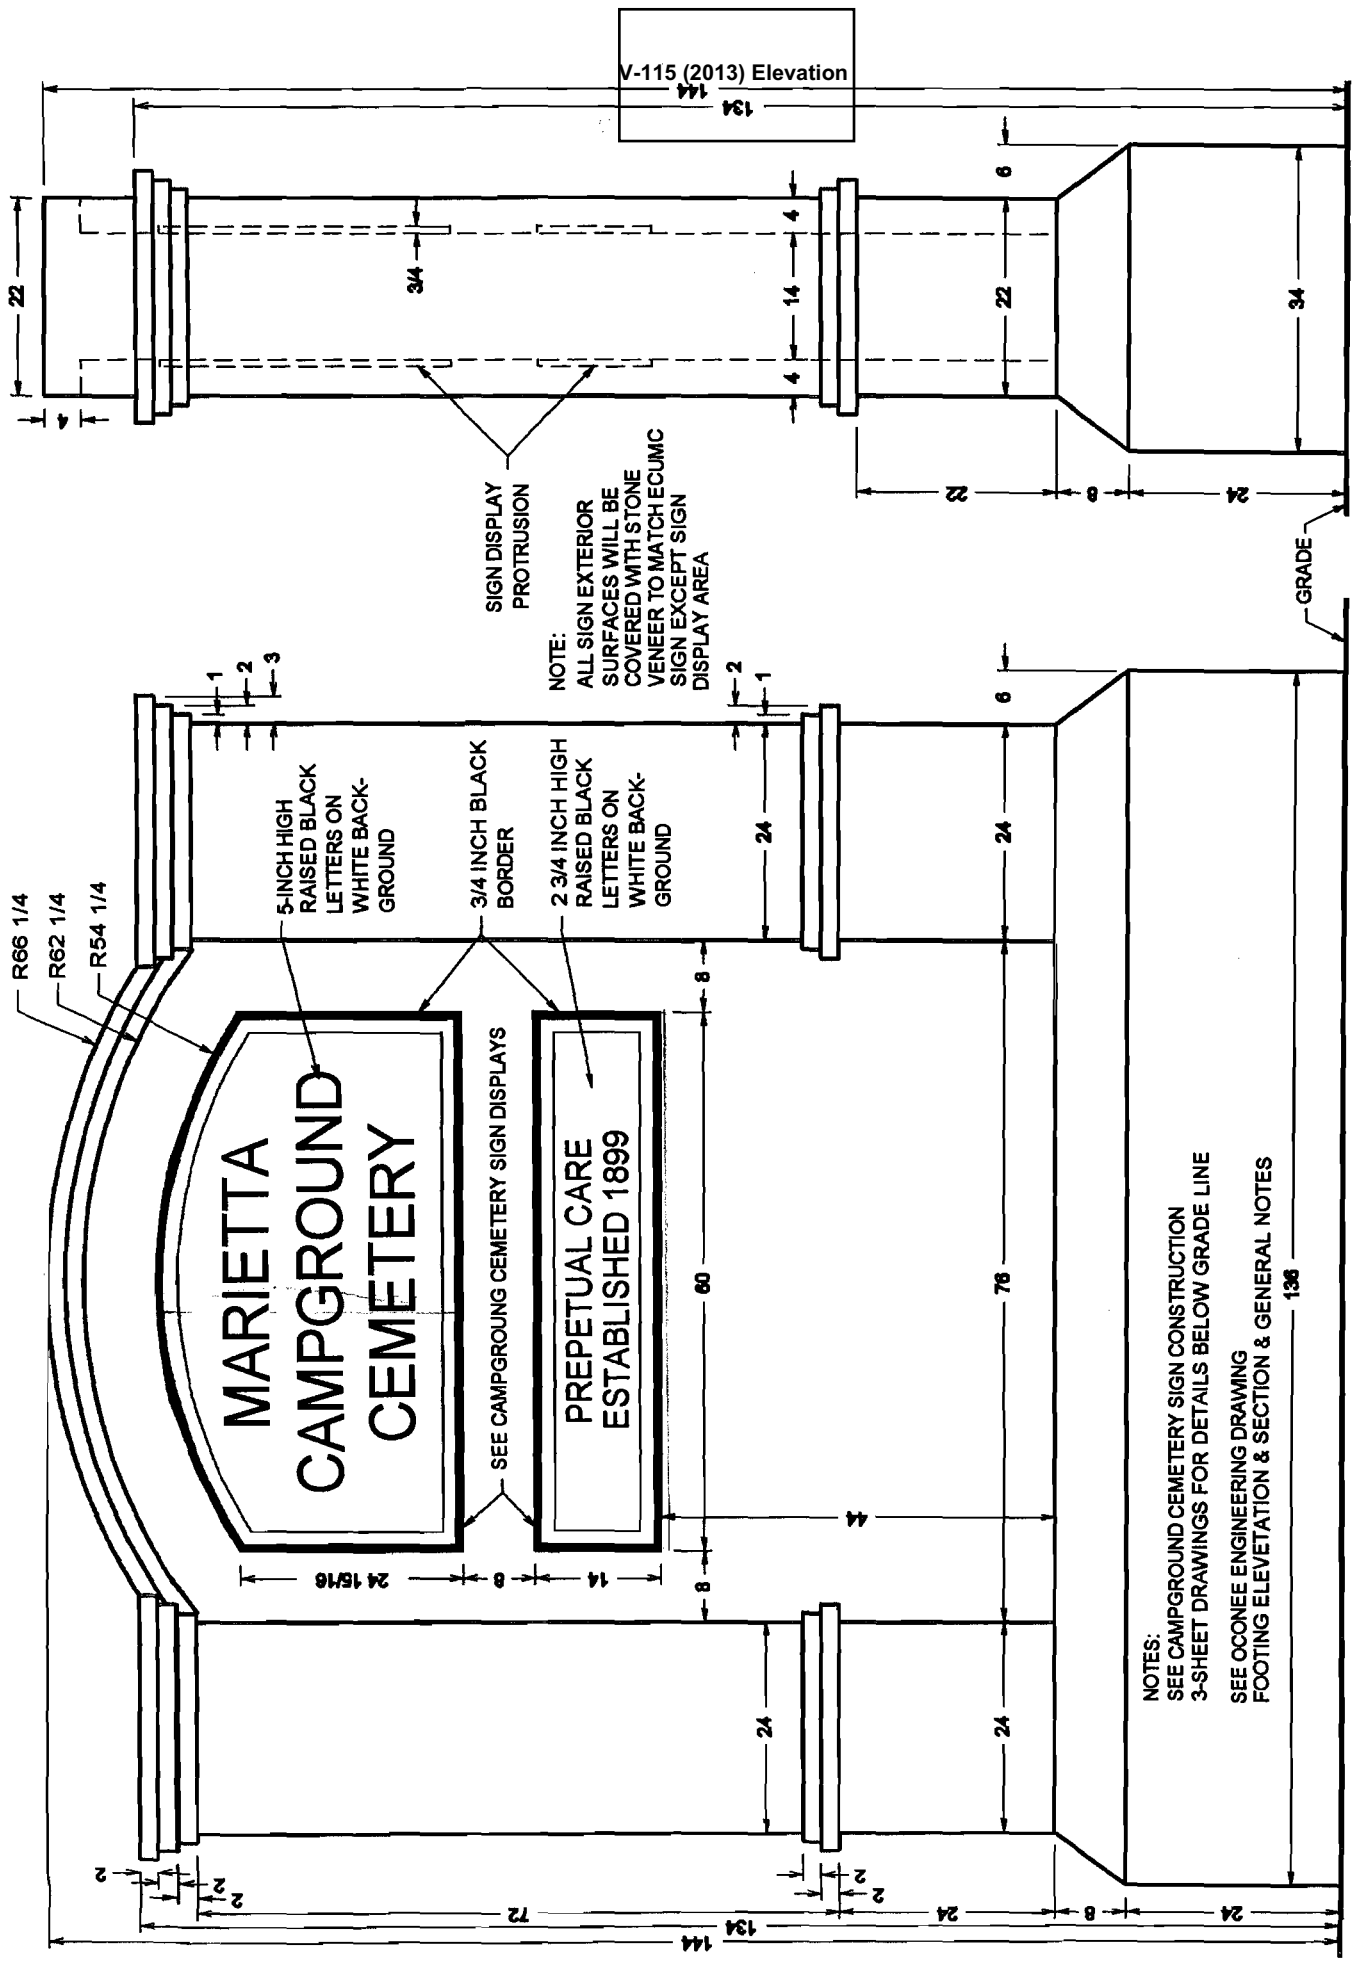 V-115 (2013) Elevation
R66 1/4
R62 1/4
R54 1/4
MARIETTA
CAMPGROUND
CEMETERY
PREPETUAL CARE
ESTABLISHED 1899
5-INCH HIGH
RAISED BLACK
LETTERS ON
WHITE BACK-
GROUND
3/4 INCH BLACK
BORDER
2 3/4 INCH HIGH
RAISED BLACK
LETTERS ON
WHITE BACK-
GROUND
SEE CAMPGROUNG CEMETERY SIGN DISPLAYS
144
134
72
24
8
24
2
2
2
2
2
24 15/16
8
14
44
8
60
8
24
24
24
76
24
136
1
2
3
2
1
6
NOTES:
SEE CAMPGROUND CEMETERY SIGN CONSTRUCTION
3-SHEET DRAWINGS FOR DETAILS BELOW GRADE LINE
SEE OCONEE ENGINEERING DRAWING
FOOTING ELEVETATION & SECTION & GENERAL NOTES
SIGN DISPLAY
PROTRUSION
NOTE:
ALL SIGN EXTERIOR
SURFACES WILL BE
COVERED WITH STONE
VENEER TO MATCH ECUMC
SIGN EXCEPT SIGN
DISPLAY AREA
GRADE
22
4
3/4
4
14
4
22
6
34
22
8
24
134
144